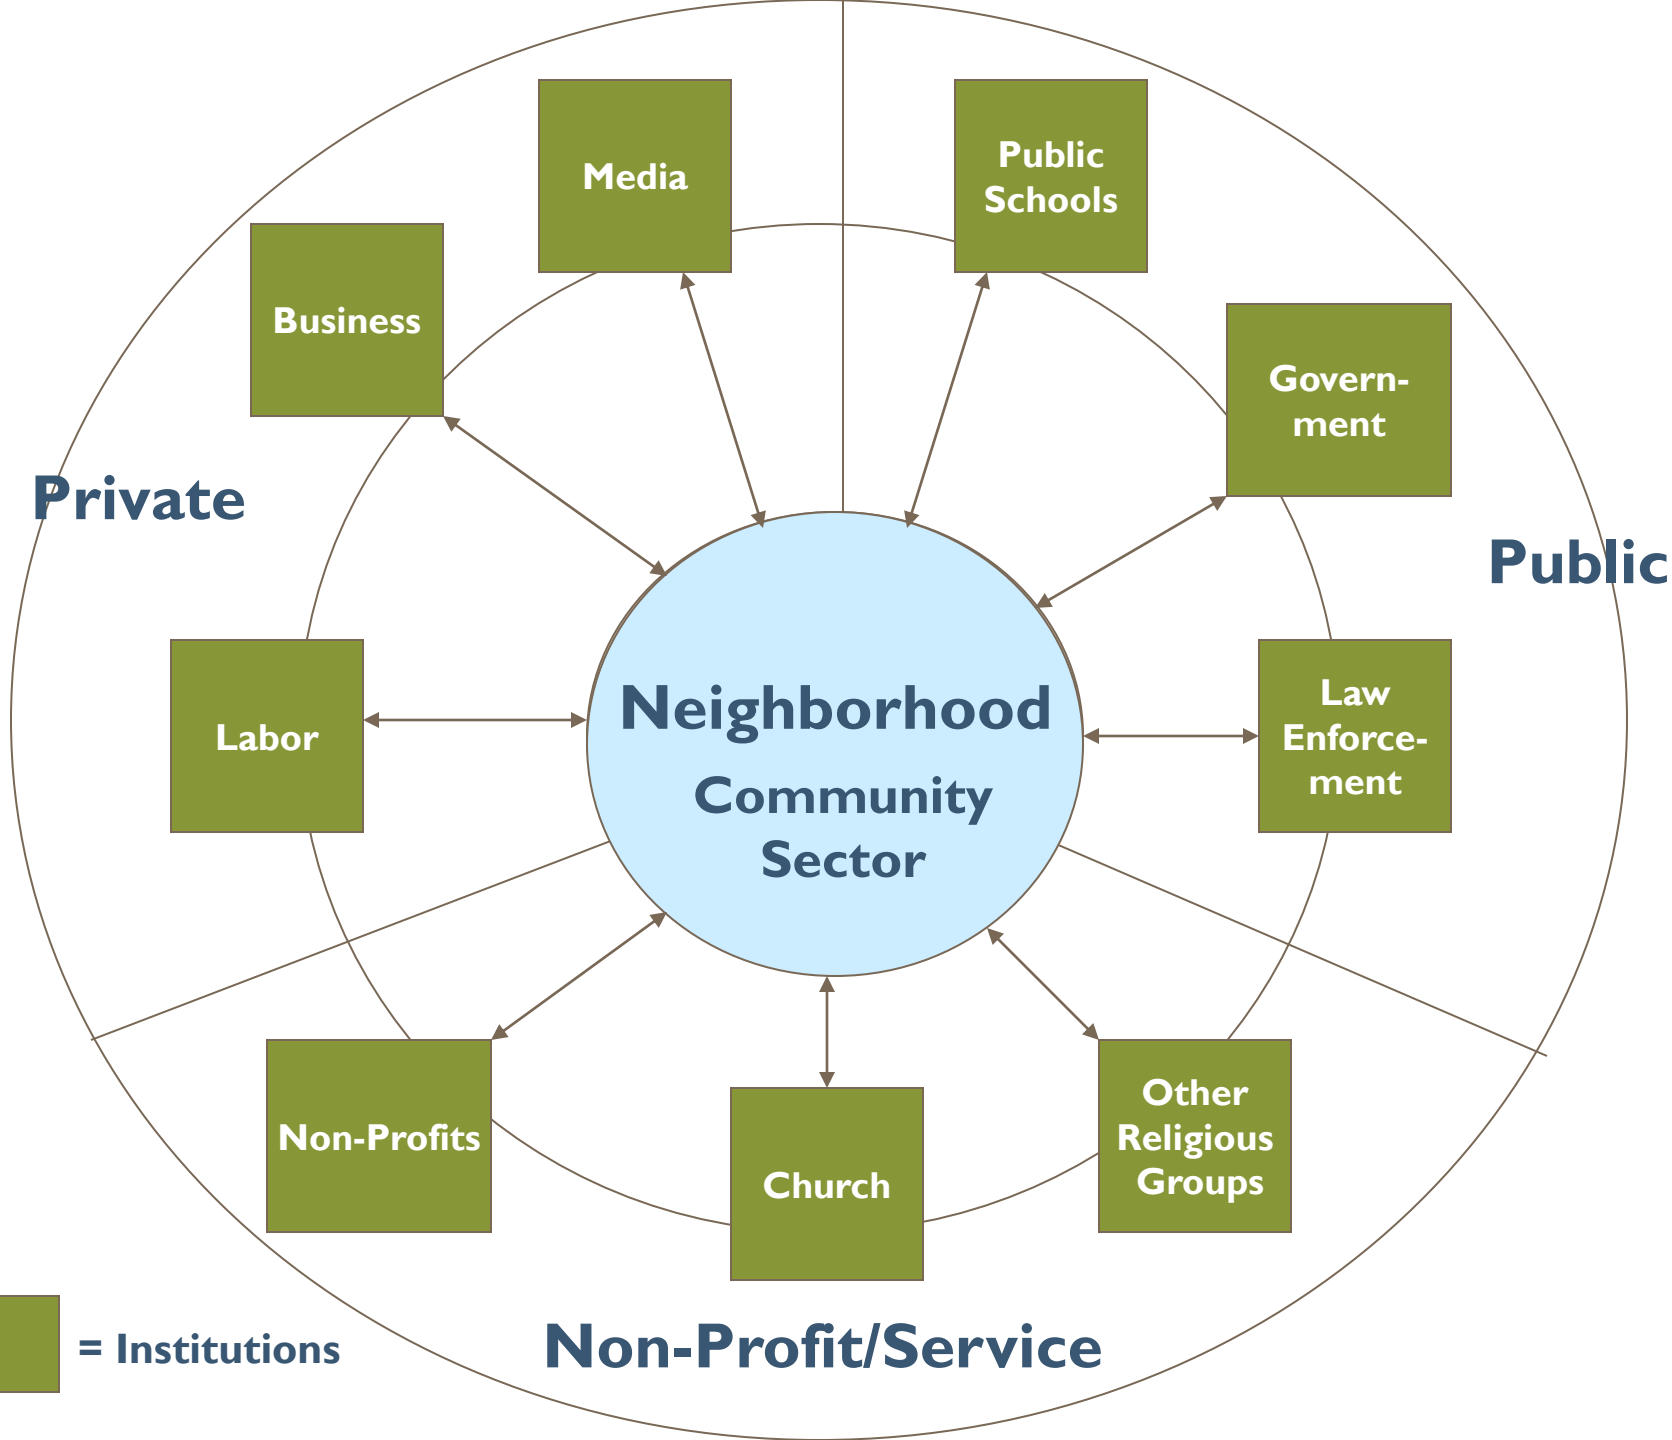 Media
Public
Schools
Business
Govern-
ment
Private
Public
Labor
Neighborhood
Community
Sector
Law
Enforce-
ment
Non-Profits
Church
Other
Religious
Groups
= Institutions
Non-Profit/Service